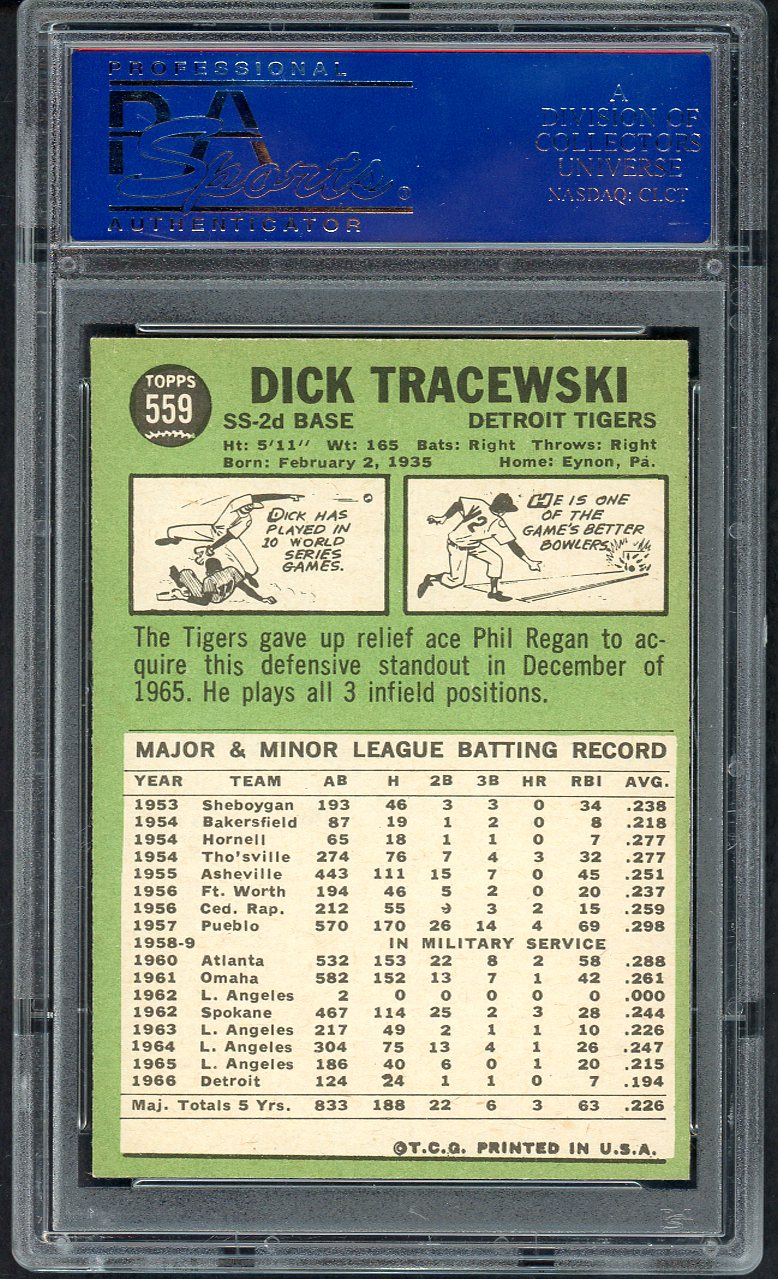 PROFESSIONAL
PSA
Sports®
AUTHENTICATOR
A
DIVISION OF
COLLECTORS
UNIVERSE
NASDAQ: CLCT
TOPPS
559
DICK TRACEWSKI
SS-2d BASE DETROIT TIGERS
Ht: 5'11" Wt: 165 Bats: Right Throws: Right
Born: February 2, 1935 Home: Eynon, Pa.
DICK HAS
PLAYED IN
10 WORLD
SERIES
GAMES.
HE IS ONE
OF THE
GAME'S BETTER
BOWLERS.
The Tigers gave up relief ace Phil Regan to ac-
quire this defensive standout in December of
1965. He plays all 3 infield positions.
MAJOR & MINOR LEAGUE BATTING RECORD
YEAR TEAM AB H 2B 3B HR RBI AVG.
1953 Sheboygan 193 46 3 3 0 34 .238
1954 Bakersfield 87 19 1 2 0 8 .218
1954 Hornell 65 18 1 1 0 7 .277
1954 Tho'sville 274 76 7 4 3 32 .277
1955 Asheville 443 111 15 7 0 45 .251
1956 Ft. Worth 194 46 5 2 0 20 .237
1956 Ced. Rap. 212 55 9 3 2 15 .259
1957 Pueblo 570 170 26 14 4 69 .298
1958-9 IN MILITARY SERVICE
1960 Atlanta 532 153 22 8 2 58 .288
1961 Omaha 582 152 13 7 1 42 .261
1962 L. Angeles 2 0 0 0 0 0 .000
1962 Spokane 467 114 25 2 3 28 .244
1963 L. Angeles 217 49 2 1 1 10 .226
1964 L. Angeles 304 75 13 4 1 26 .247
1965 L. Angeles 186 40 6 0 1 20 .215
1966 Detroit 124 24 1 1 0 7 .194
Maj. Totals 5 Yrs. 833 188 22 6 3 63 .226
©T.C.G. PRINTED IN U.S.A.